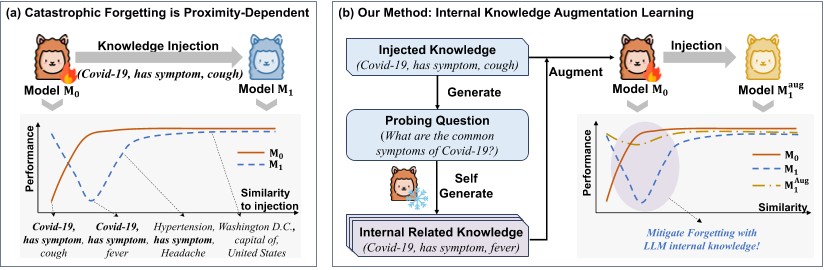 (a) Catastrophic Forgetting is Proximity-Dependent
Knowledge Injection
(Covid-19, has symptom, cough)
Model M0
Model M1
Performance
M0
M1
Similarity
to injection
Covid-19,
has symptom,
cough
Covid-19,
has symptom,
fever
Hypertension,
has symptom,
Headache
Washington D.C.,
capital of,
United States
(b) Our Method: Internal Knowledge Augmentation Learning
Injected Knowledge
(Covid-19, has symptom, cough)
Generate
Probing Question
(What are the common
symptoms of Covid-19?)
Self
Generate
Internal Related Knowledge
(Covid-19, has symptom, fever)
Augment
Injection
Model M0
Model M1^aug
Performance
M0
M1
M1^Aug
Similarity
Mitigate Forgetting with
LLM internal knowledge!